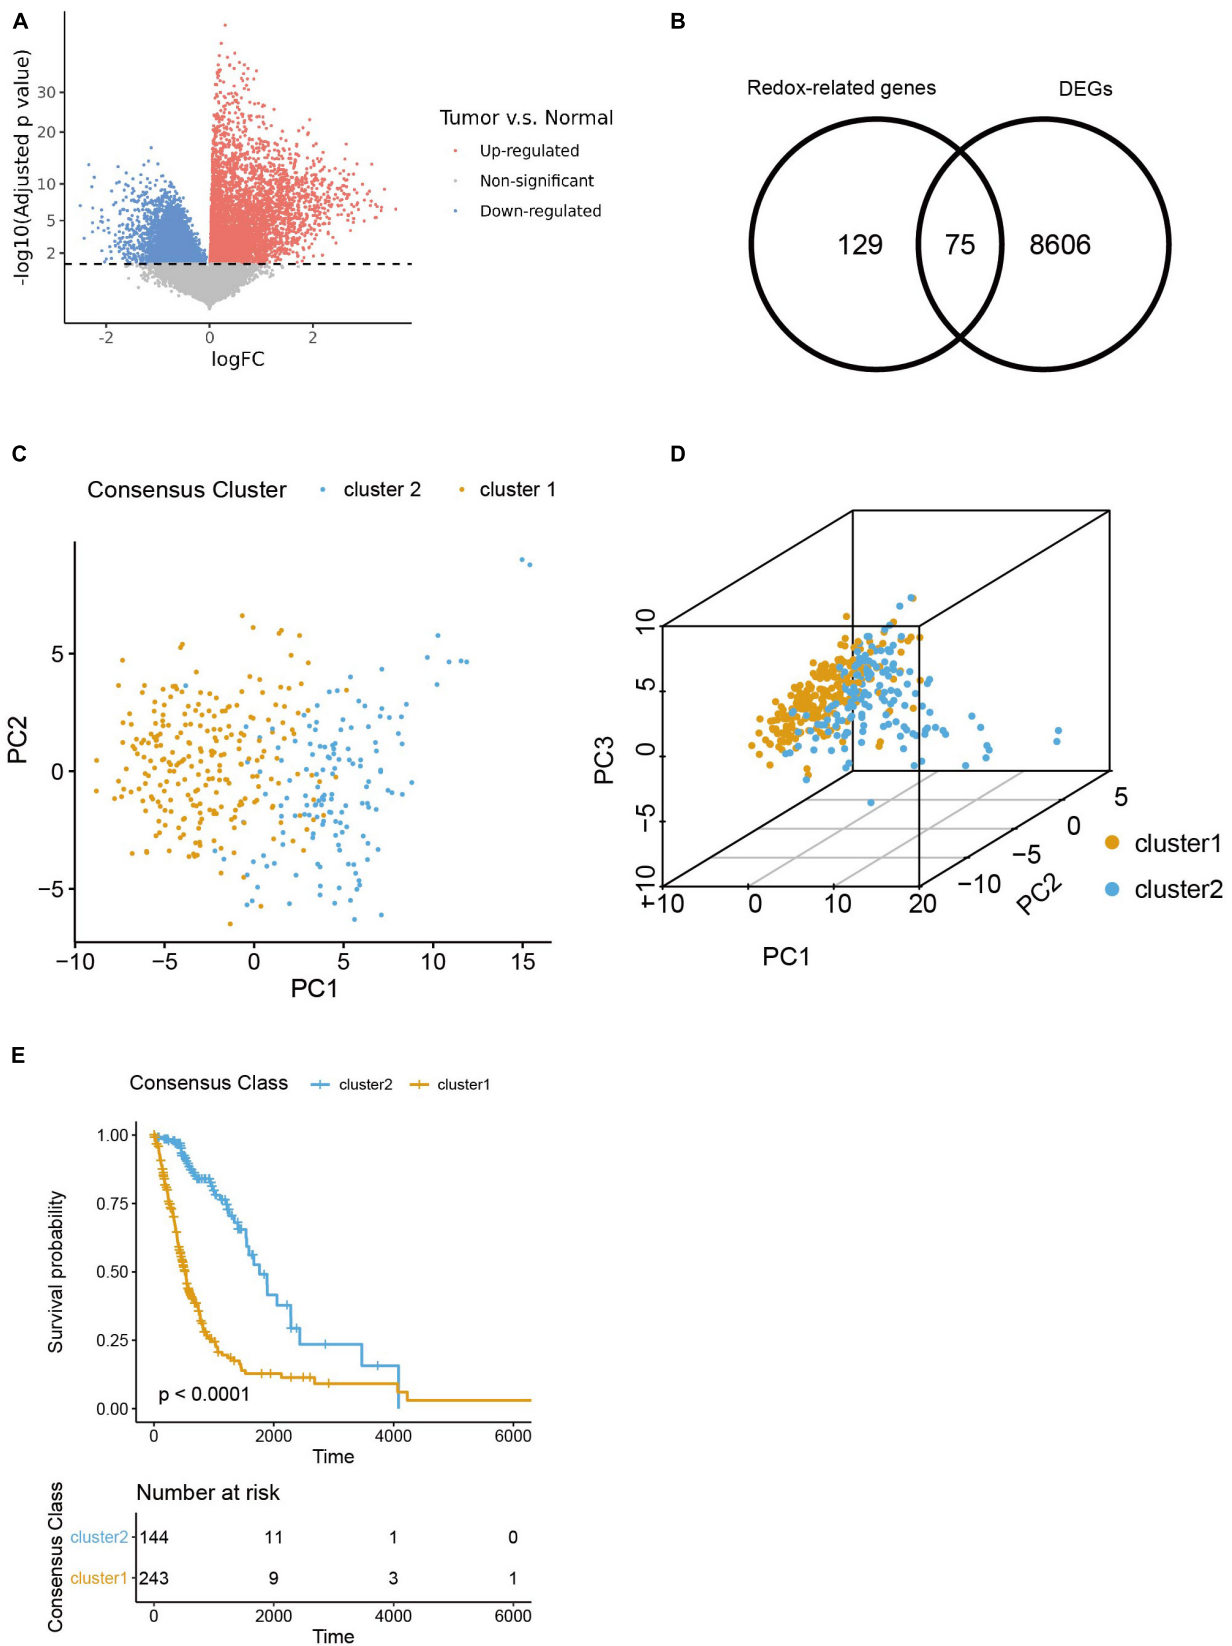 A
-log10(Adjusted p value)
30
20
10
5
2
-2 0 2
logFC
Tumor v.s. Normal
Up-regulated
Non-significant
Down-regulated
B
Redox-related genes DEGs
129 75 8606
C
Consensus Cluster cluster 2 cluster 1
PC2
5
0
−5
−10 −5 0 5 10 15
PC1
D
PC3
10
5
0
−5
−10
−10 0 10 20
PC1
−10
−5
0
5
PC2
cluster1
cluster2
E
Consensus Class cluster2 cluster1
Survival probability
1.00
0.75
0.50
0.25
0.00
p < 0.0001
0 2000 4000 6000
Time
Number at risk
Consensus Class
cluster2 144 11 1 0
cluster1 243 9 3 1
0 2000 4000 6000
Time